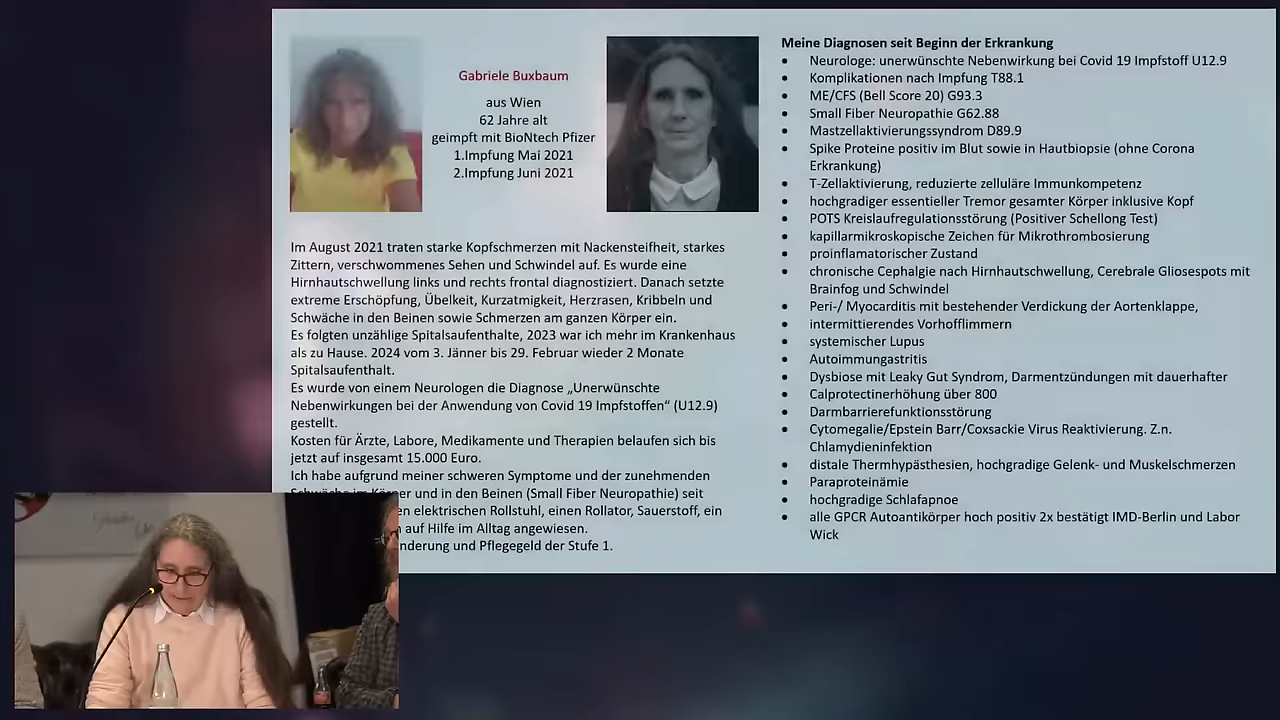 Gabriele Buxbaum
aus Wien
62 Jahre alt
geimpft mit BioNtech Pfizer
1.Impfung Mai 2021
2.Impfung Juni 2021
Im August 2021 traten starke Kopfschmerzen mit Nackensteifheit, starkes
Zittern, verschwommenes Sehen und Schwindel auf. Es wurde eine
Hirnhautschwellung links und rechts frontal diagnostiziert. Danach setzte
extreme Erschöpfung, Übelkeit, Kurzatmigkeit, Herzrasen, Kribbeln und
Schwäche in den Beinen sowie Schmerzen am ganzen Körper ein.
Es folgten unzählige Spitalsaufenthalte, 2023 war ich mehr im Krankenhaus
als zu Hause. 2024 vom 3. Jänner bis 29. Februar wieder 2 Monate
Spitalsaufenthalt.
Es wurde von einem Neurologen die Diagnose „Unerwünschte
Nebenwirkungen bei der Anwendung von Covid 19 Impfstoffen“ (U12.9)
gestellt.
Kosten für Ärzte, Labore, Medikamente und Therapien belaufen sich bis
jetzt auf insgesamt 15.000 Euro.
Ich habe aufgrund meiner schweren Symptome und der zunehmenden
Schwäche im Körper und in den Beinen (Small Fiber Neuropathie) seit
en elektrischen Rollstuhl, einen Rollator, Sauerstoff, ein
auf Hilfe im Alltag angewiesen.
nderung und Pflegegeld der Stufe 1.
Meine Diagnosen seit Beginn der Erkrankung
• Neurologe: unerwünschte Nebenwirkung bei Covid 19 Impfstoff U12.9
• Komplikationen nach Impfung T88.1
• ME/CFS (Bell Score 20) G93.3
• Small Fiber Neuropathie G62.88
• Mastzellaktivierungssyndrom D89.9
• Spike Proteine positiv im Blut sowie in Hautbiopsie (ohne Corona
Erkrankung)
• T-Zellaktivierung, reduzierte zelluläre Immunkompetenz
• hochgradiger essentieller Tremor gesamter Körper inklusive Kopf
• POTS Kreislaufregulationsstörung (Positiver Schellong Test)
• kapillarmikroskopische Zeichen für Mikrothrombosierung
• proinflamatorischer Zustand
• chronische Cephalgie nach Hirnhautschwellung, Cerebrale Gliosespots mit
Brainfog und Schwindel
• Peri-/ Myocarditis mit bestehender Verdickung der Aortenklappe,
• intermittierendes Vorhofflimmern
• systemischer Lupus
• Autoimmungastritis
• Dysbiose mit Leaky Gut Syndrom, Darmentzündungen mit dauerhafter
• Calprotectinerhöhung über 800
• Darmbarrierefunktionsstörung
• Cytomegalie/Epstein Barr/Coxsackie Virus Reaktivierung. Z.n.
Chlamydieninfektion
• distale Thermhypästhesien, hochgradige Gelenk- und Muskelschmerzen
• Paraproteinämie
• hochgradige Schlafapnoe
• alle GPCR Autoantikörper hoch positiv 2x bestätigt IMD-Berlin und Labor
Wick